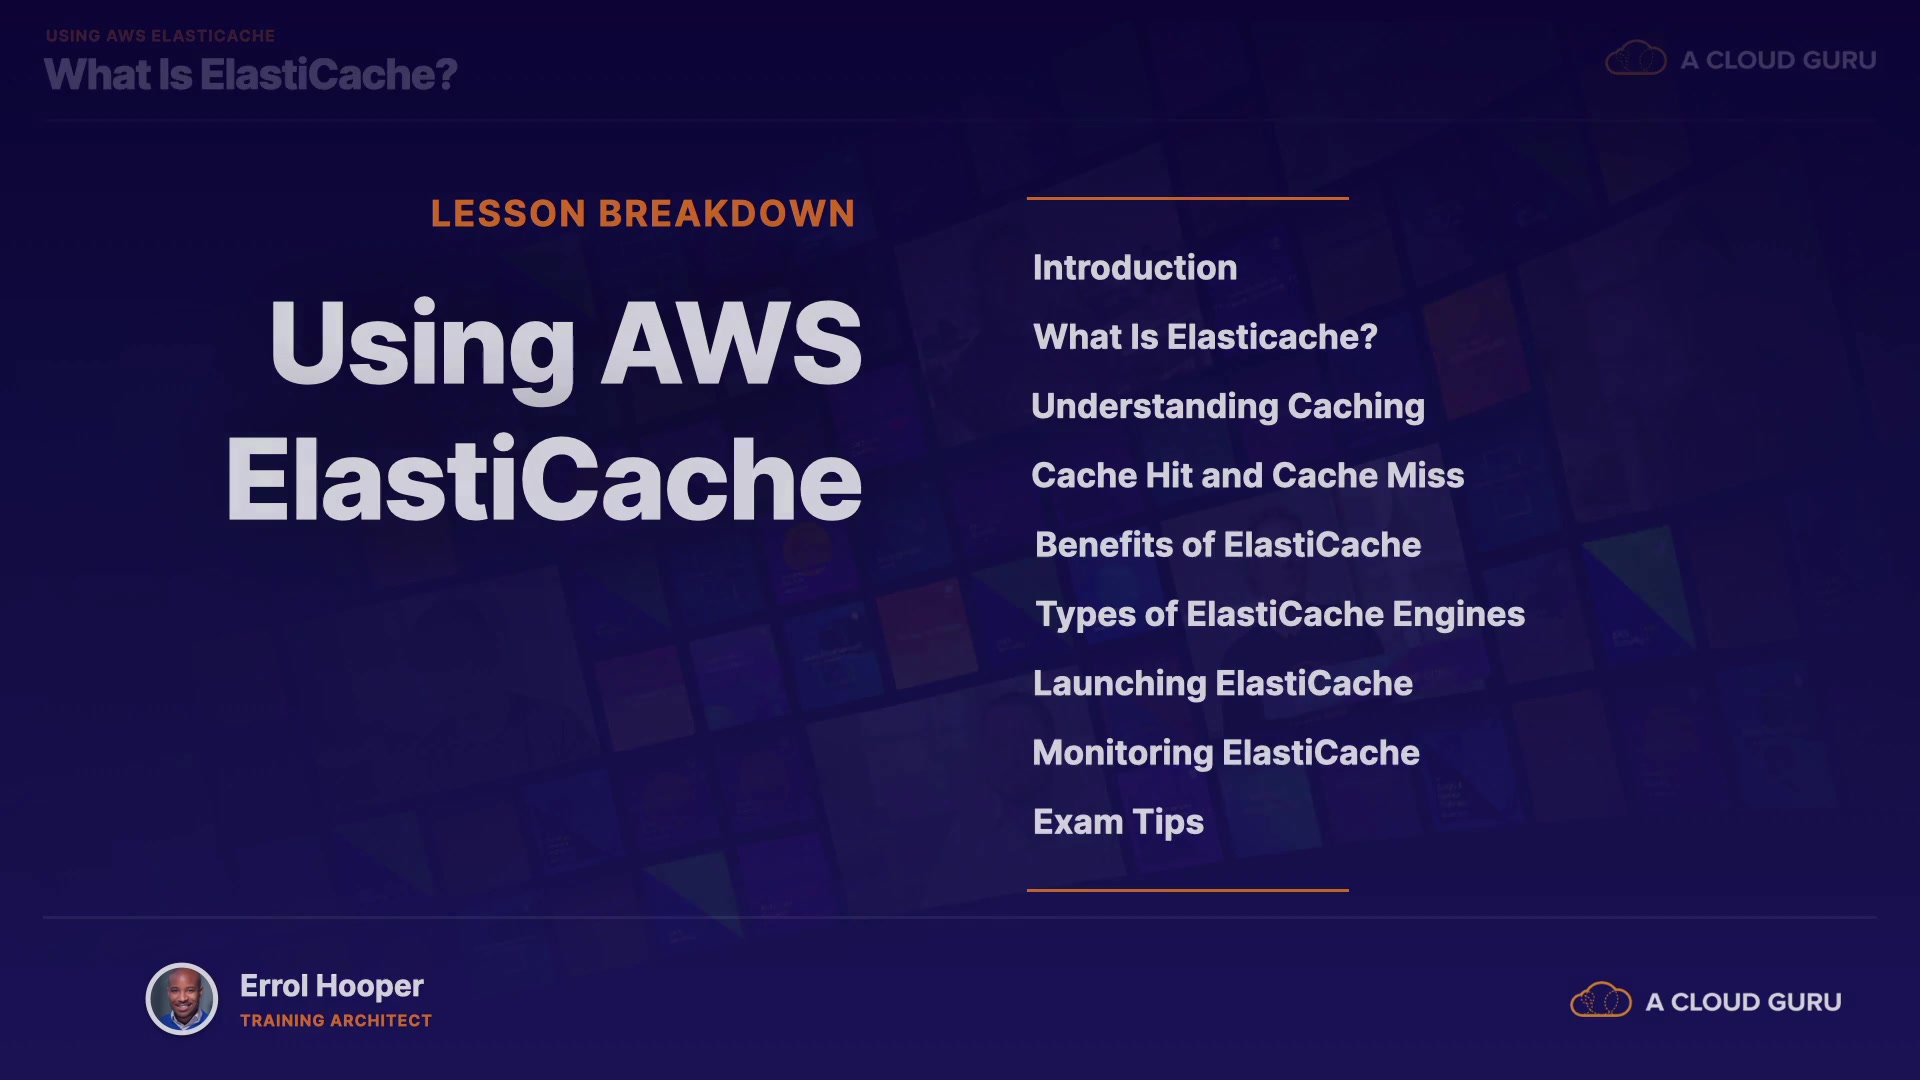 USING AWS ELASTICACHE
What Is ElastiCache?
A CLOUD GURU
LESSON BREAKDOWN
Using AWS
ElastiCache
Introduction
What Is Elasticache?
Understanding Caching
Cache Hit and Cache Miss
Benefits of ElastiCache
Types of ElastiCache Engines
Launching ElastiCache
Monitoring ElastiCache
Exam Tips
Errol Hooper
TRAINING ARCHITECT
A CLOUD GURU